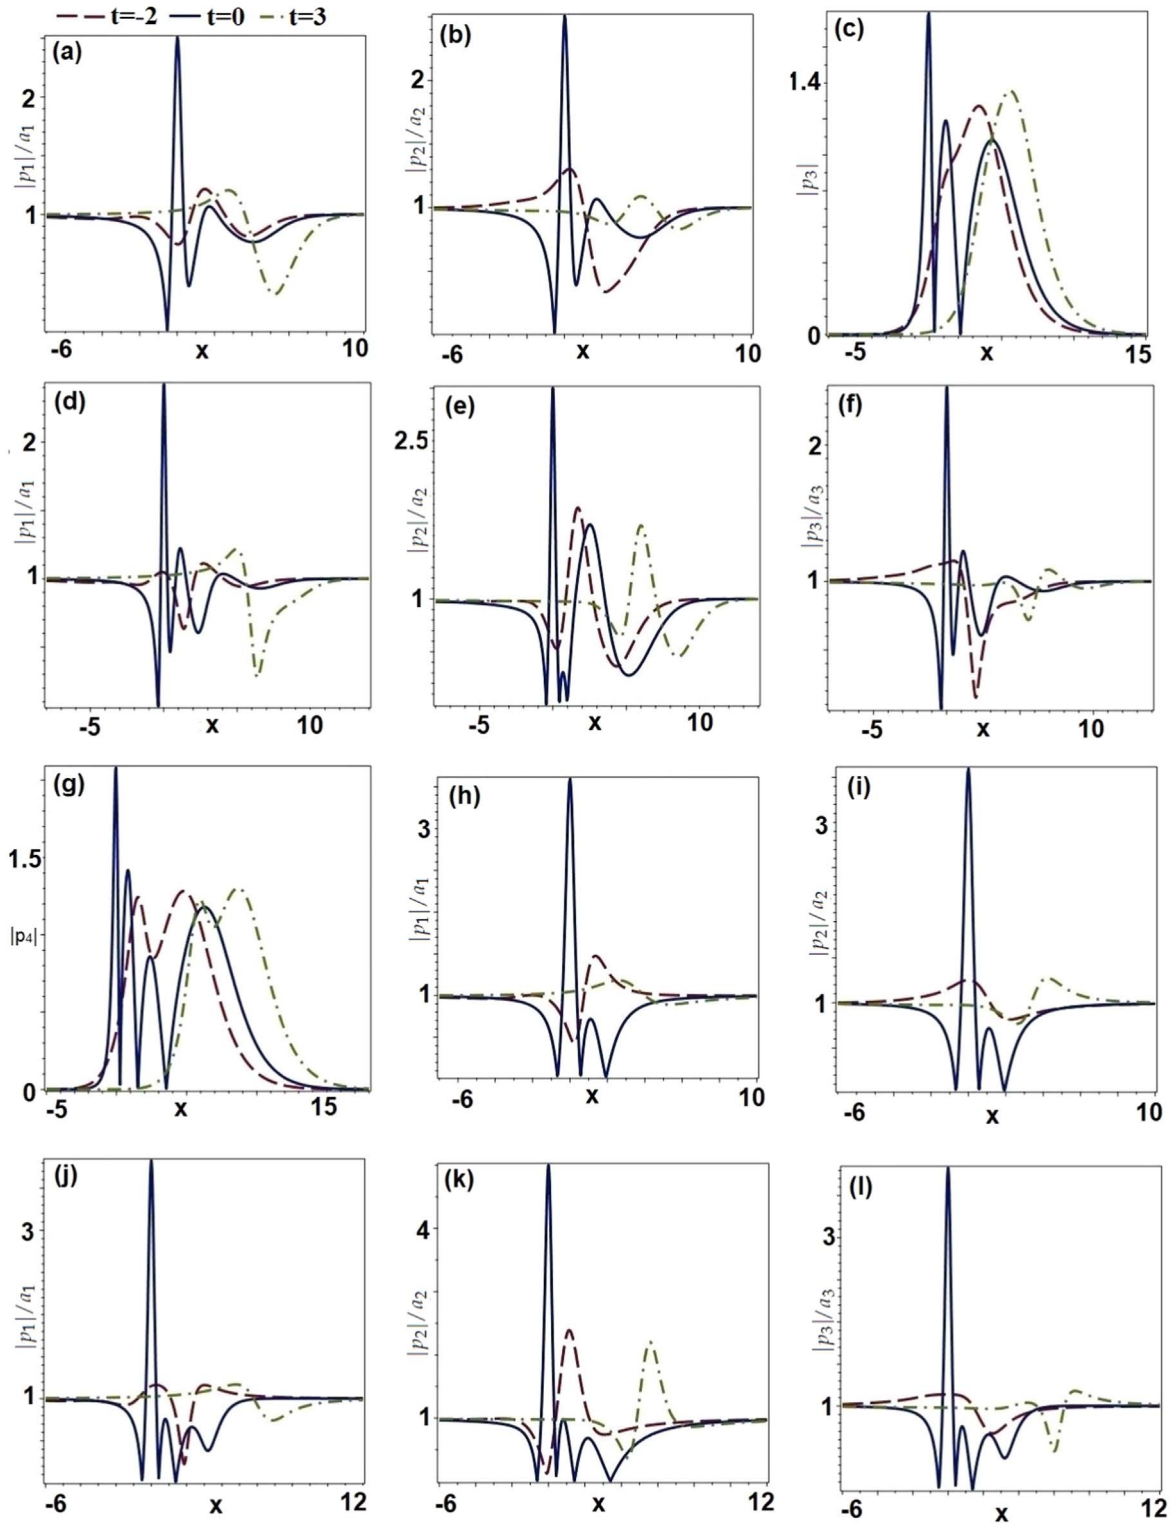 t=-2 t=0 t=3
(a)
2
1
|p₁|/a₁
-6 x 10
(b)
2
1
|p₂|/a₂
-6 x 10
(c)
1.4
0
|p₃|
-5 x 15
(d)
2
1
|p₁|/a₁
-5 x 10
(e)
2.5
1
|p₂|/a₂
-5 x 10
(f)
2
1
|p₃|/a₃
-5 x 10
(g)
1.5
|p₄|
0
-5 x 15
(h)
3
1
|p₁|/a₁
-6 x 10
(i)
3
1
|p₂|/a₂
-6 x 10
(j)
3
1
|p₁|/a₁
-6 x 12
(k)
4
1
|p₂|/a₂
-6 x 12
(l)
3
1
|p₃|/a₃
-6 x 12